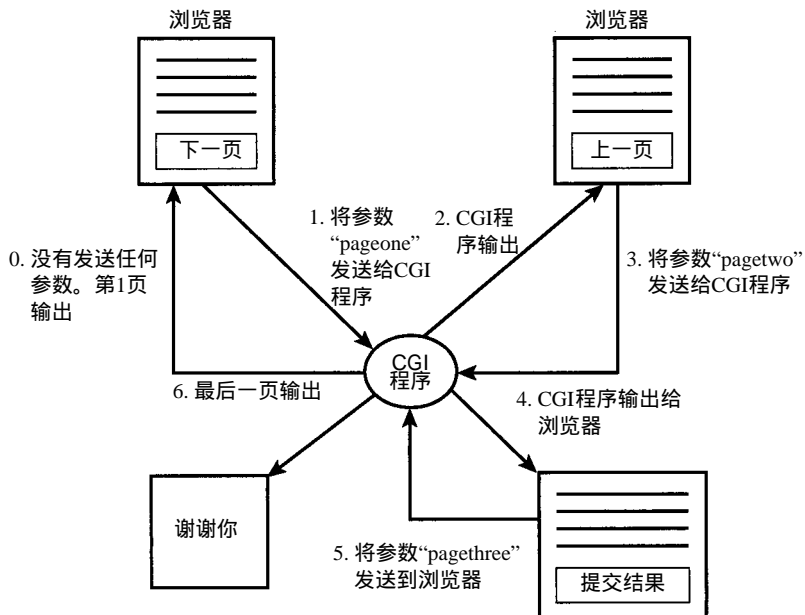 浏览器
浏览器
下一页
上一页
0. 没有发送任何
参数。第1页
输出
1. 将参数
“pageone”
发送给CGI
程序
2. CGI程
序输出
3. 将参数“pagetwo”
发送给CGI程序
CGI
程序
6. 最后一页输出
4. CGI程序输出给
浏览器
谢谢你
5. 将参数“pagethree”
发送到浏览器
提交结果